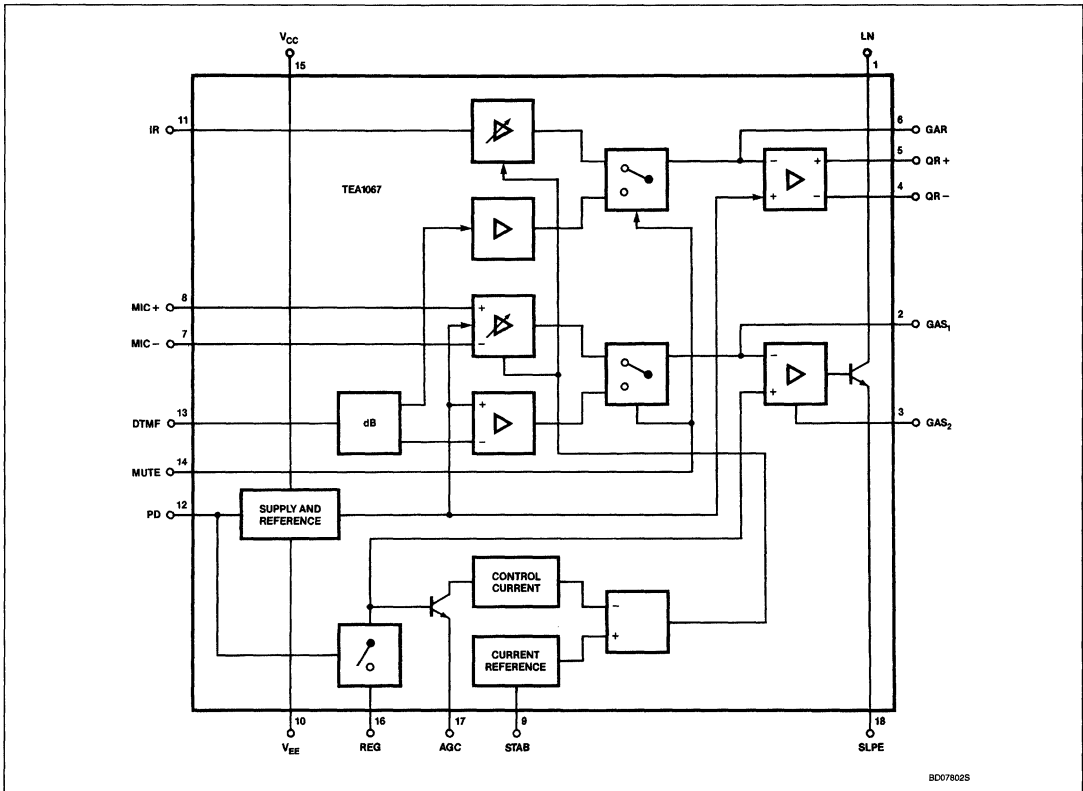 VCC
LN
15
1
11
IR
6
GAR
5
QR+
4
QR−
−
+
+
−
TEA1067
8
MIC+
7
MIC−
+
−
2
GAS1
−
+
3
GAS2
13
DTMF
dB
+
−
14
MUTE
12
PD
SUPPLY AND
REFERENCE
CONTROL
CURRENT
−
+
CURRENT
REFERENCE
10
16
17
9
18
VEE
REG
AGC
STAB
SLPE
BD07802S